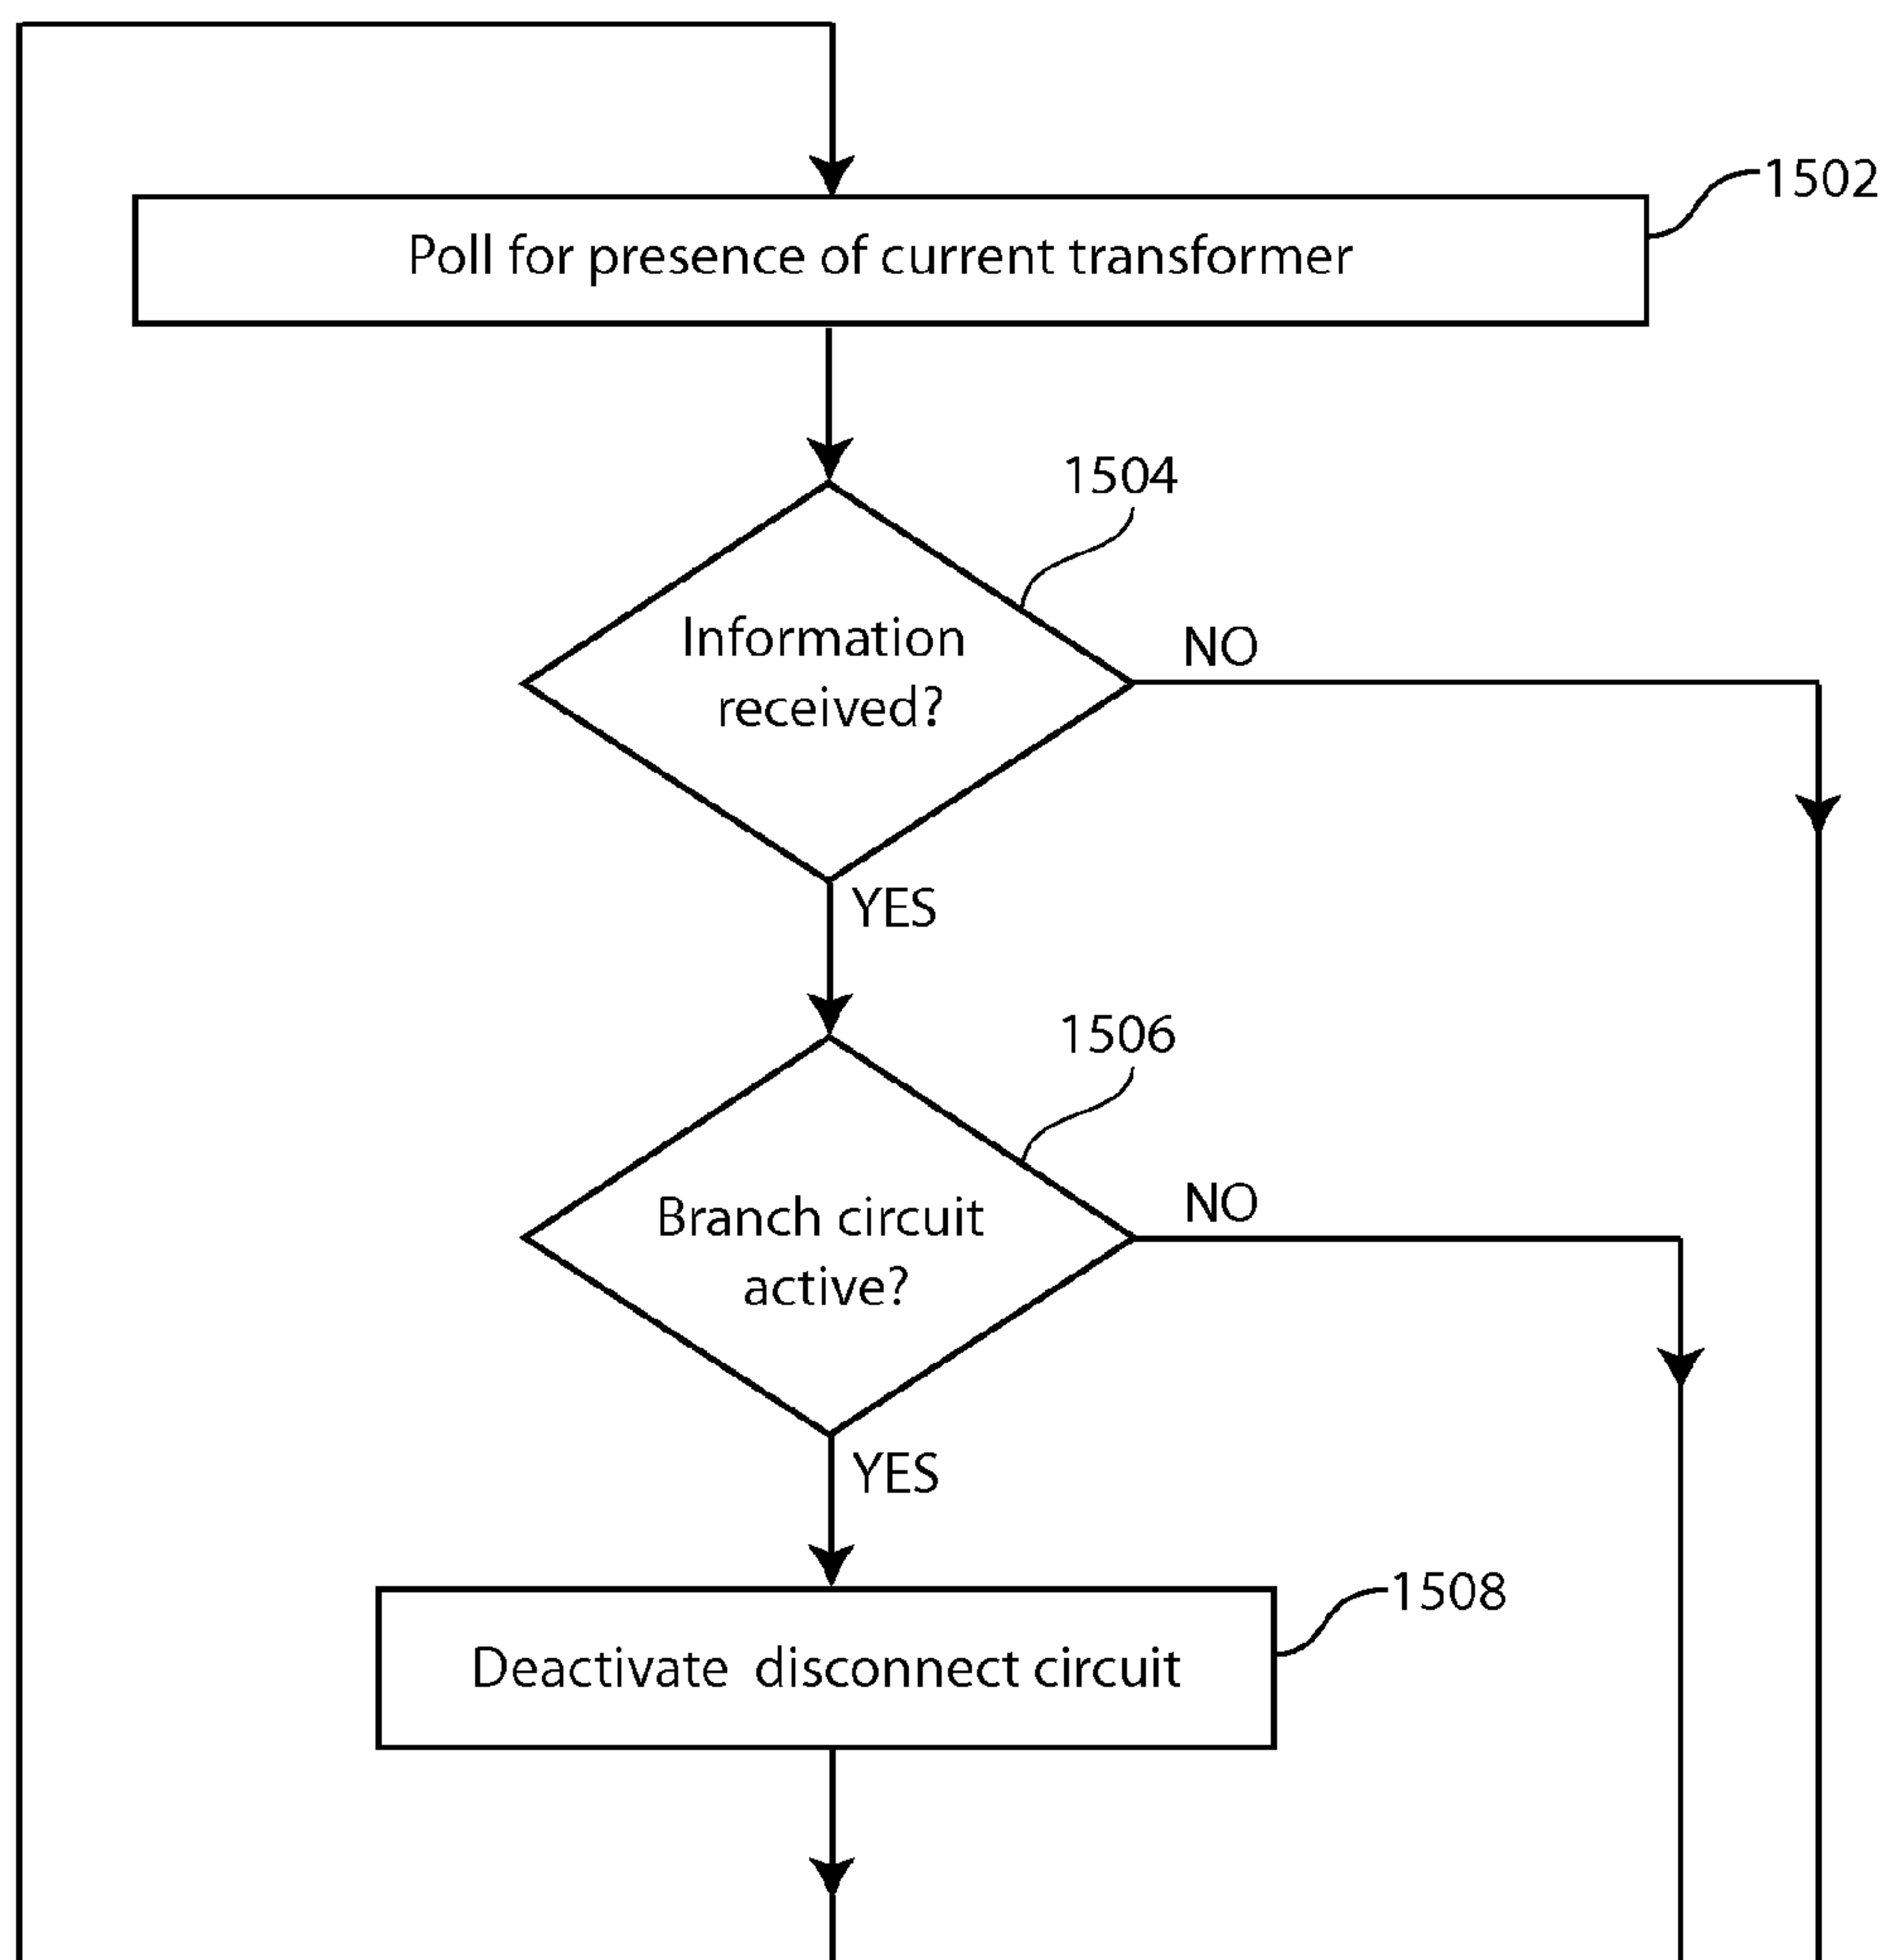 1502
Poll for presence of current transformer
1504
Information
received?
NO
YES
1506
Branch circuit
active?
NO
YES
1508
Deactivate disconnect circuit